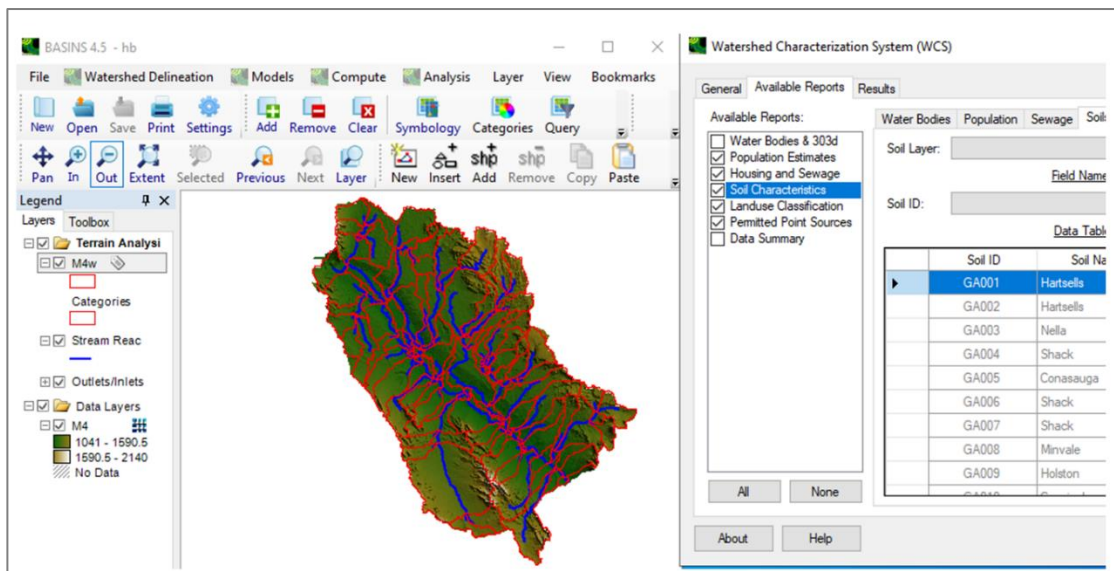 BASINS 4.5 - hb
File Watershed Delineation Models Compute Analysis Layer View Bookmarks
New Open Save Print Settings Add Remove Clear Symbology Categories Query
Pan In Out Extent Selected Previous Next Layer New Insert Add Remove Copy Paste
shp shp
Legend
Layers Toolbox
Terrain Analysi
M4w
Categories
Stream Reac
Outlets/Inlets
Data Layers
M4
1041 - 1590.5
1590.5 - 2140
No Data
Watershed Characterization System (WCS)
General Available Reports Results
Available Reports:
Water Bodies & 303d
Population Estimates
Housing and Sewage
Soil Characteristics
Landuse Classification
Permitted Point Sources
Data Summary
All None
About Help
Water Bodies Population Sewage Soils
Soil Layer:
Field Name
Soil ID:
Data Table
Soil ID Soil Na
GA001 Hartsells
GA002 Hartsells
GA003 Nella
GA004 Shack
GA005 Conasauga
GA006 Shack
GA007 Shack
GA008 Minvale
GA009 Holston